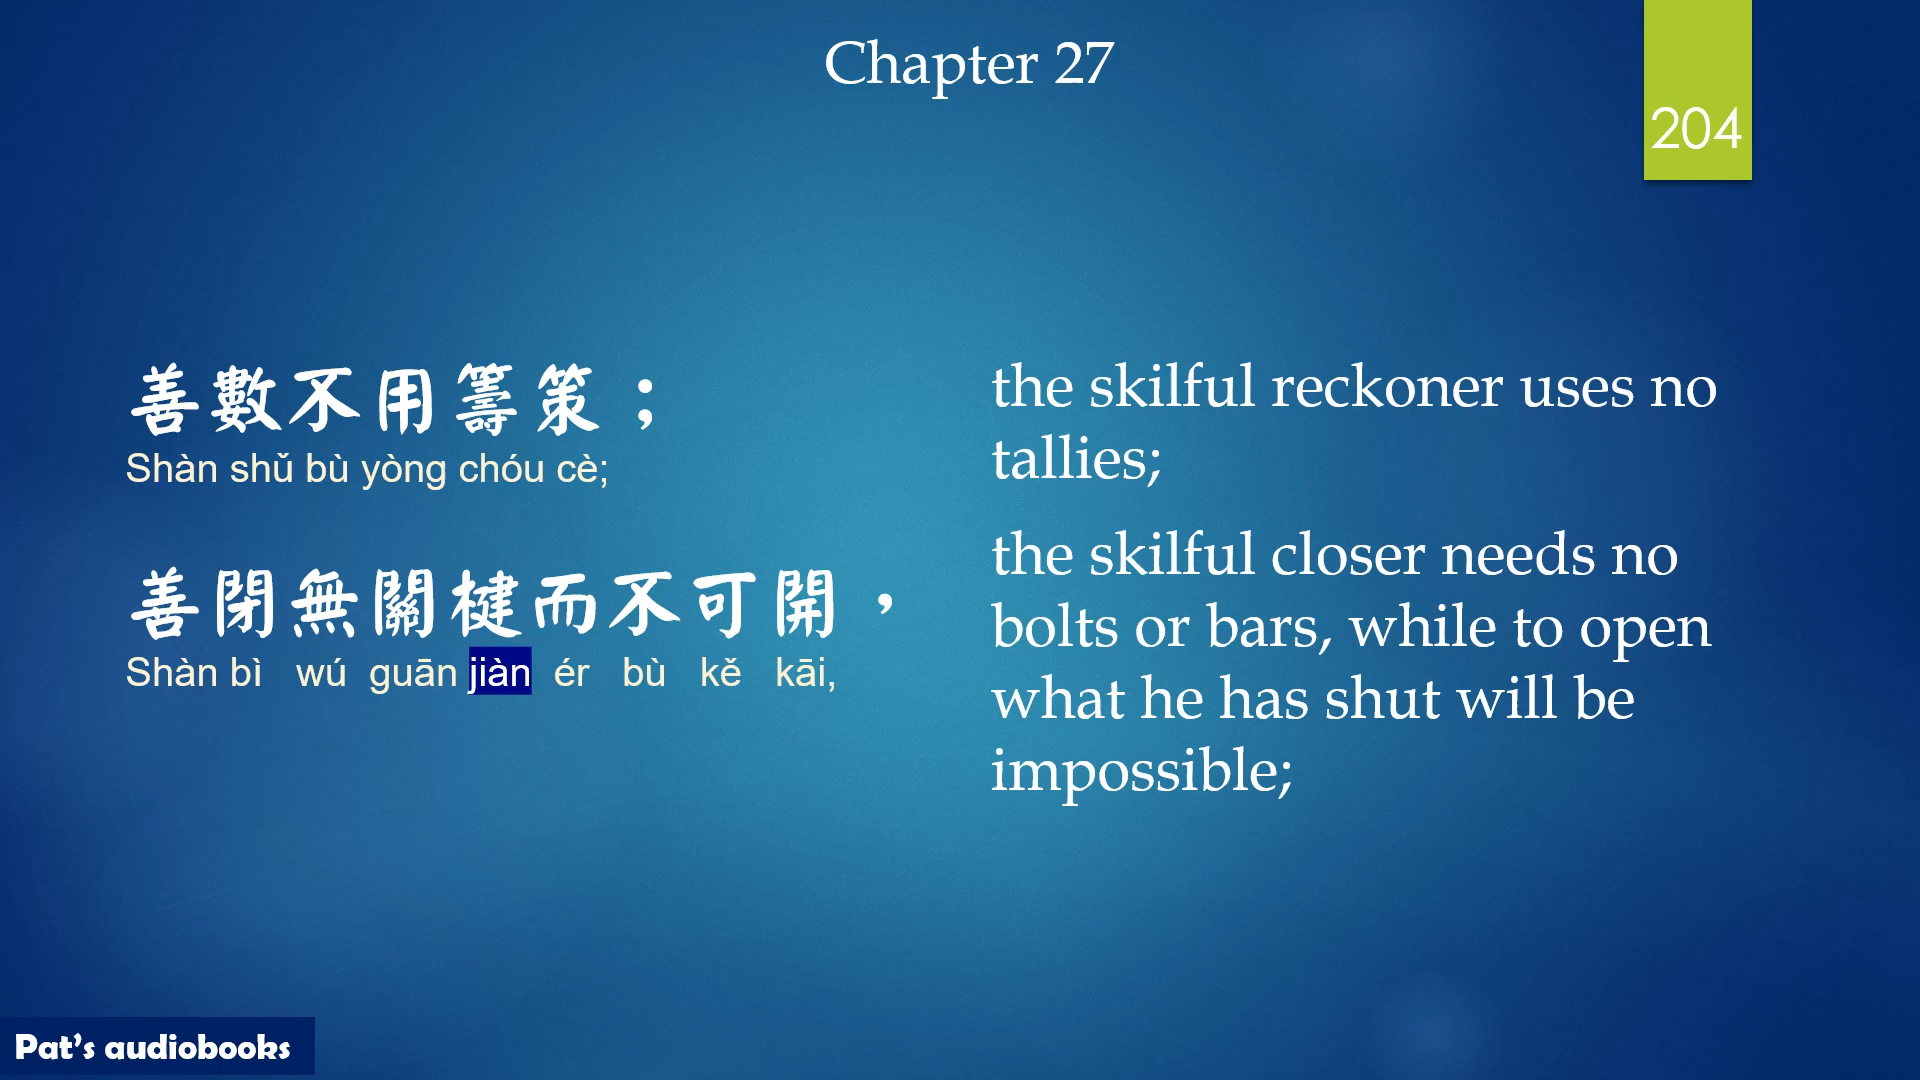 Chapter 27
204
善數不用籌策；
Shàn shǔ bù yòng chóu cè;
善閉無關楗而不可開，
Shàn bì wú guān jiàn ér bù kě kāi,
the skilful reckoner uses no
tallies;
the skilful closer needs no
bolts or bars, while to open
what he has shut will be
impossible;
Pat's audiobooks